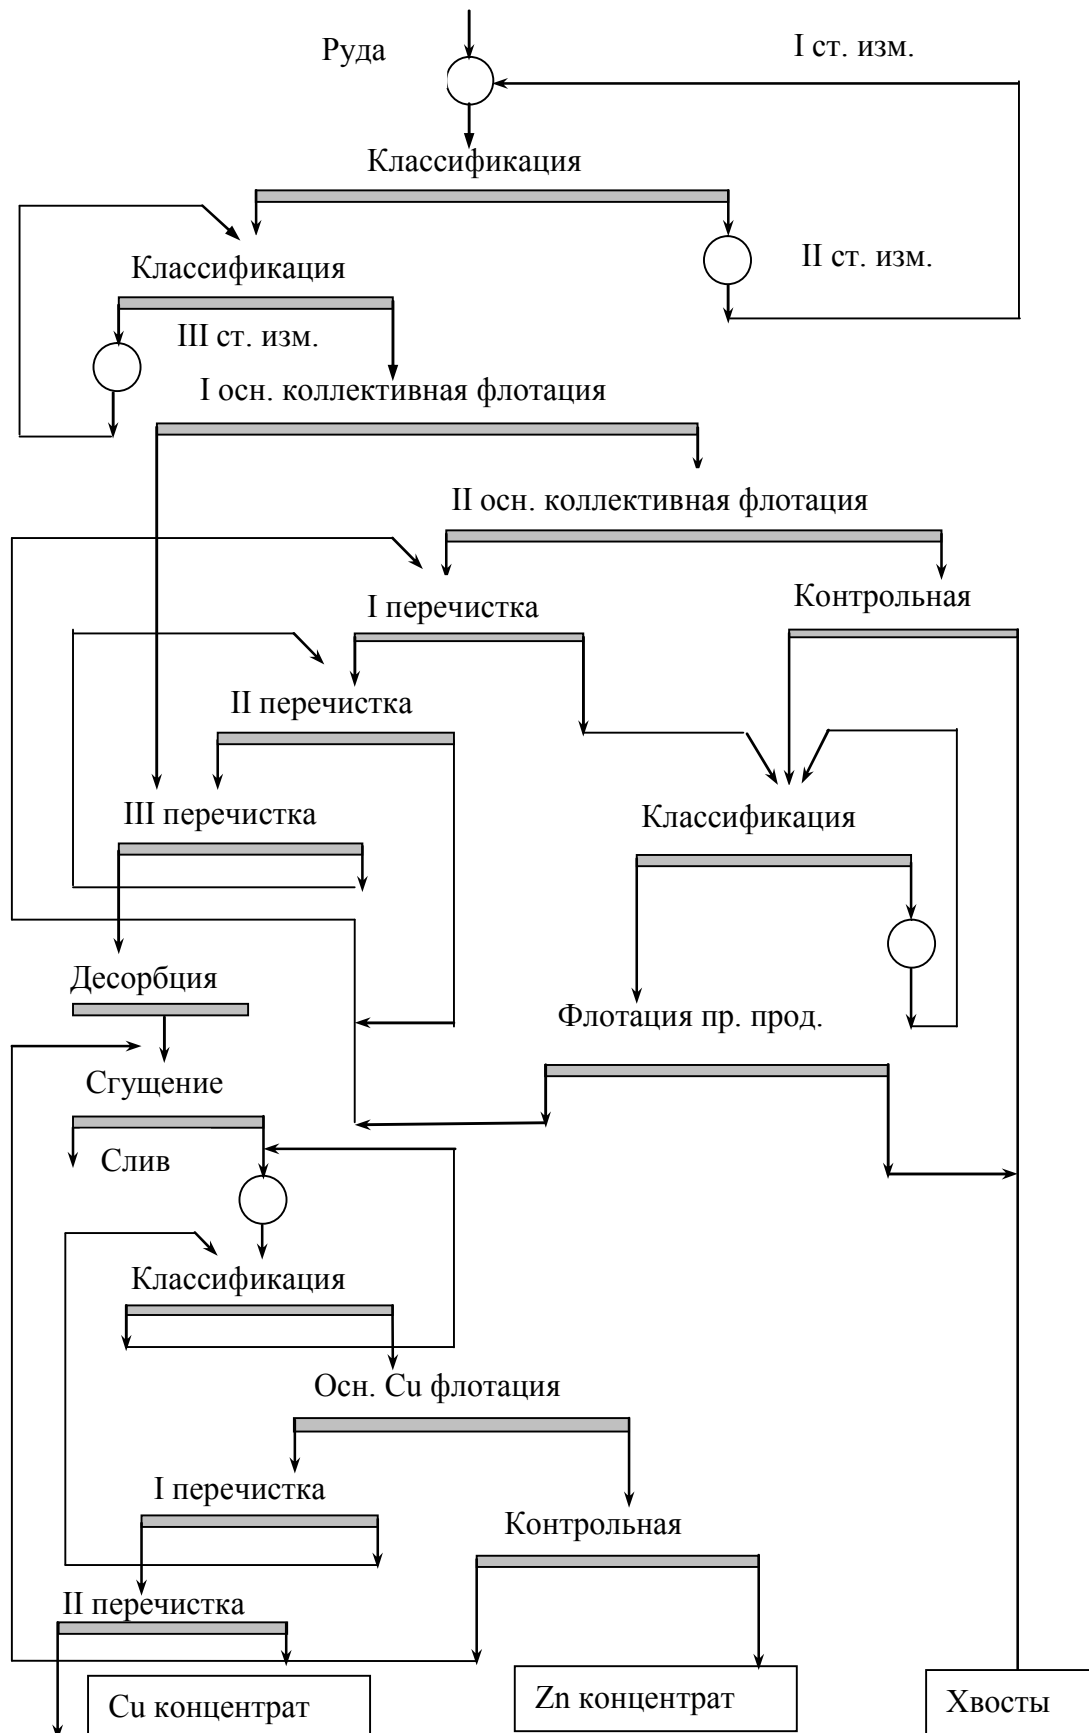 Руда
I ст. изм.
Классификация
II ст. изм.
Классификация
III ст. изм.
I осн. коллективная флотация
II осн. коллективная флотация
Контрольная
I перечистка
II перечистка
III перечистка
Классификация
Десорбция
Флотация пр. прод.
Сгущение
Слив
Классификация
Осн. Cu флотация
I перечистка
Контрольная
II перечистка
Cu концентрат
Zn концентрат
Хвосты